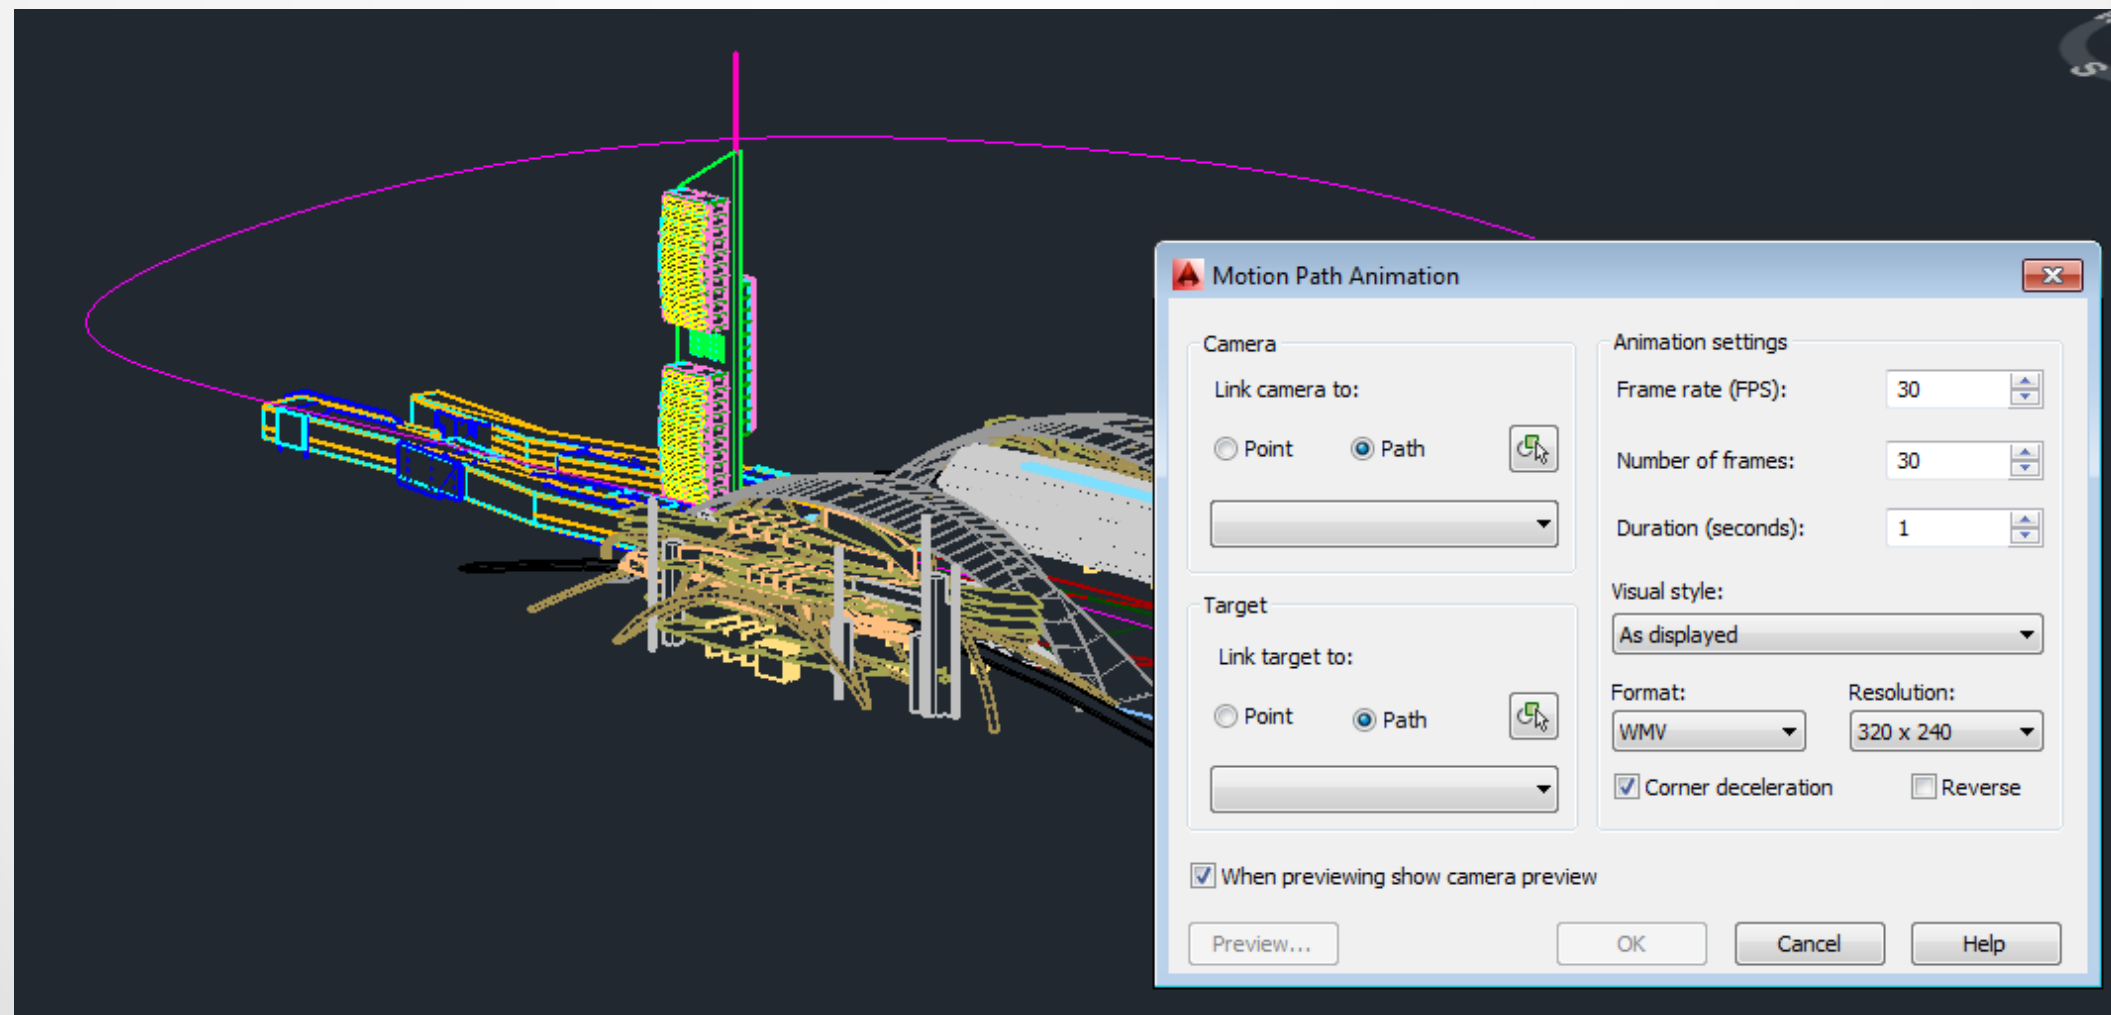 S
Motion Path Animation
Camera
Link camera to:
Point
Path
Target
Link target to:
Point
Path
When previewing show camera preview
Animation settings
Frame rate (FPS): 30
Number of frames: 30
Duration (seconds): 1
Visual style:
As displayed
Format: Resolution:
WMV 320 x 240
Corner deceleration Reverse
Preview... OK Cancel Help